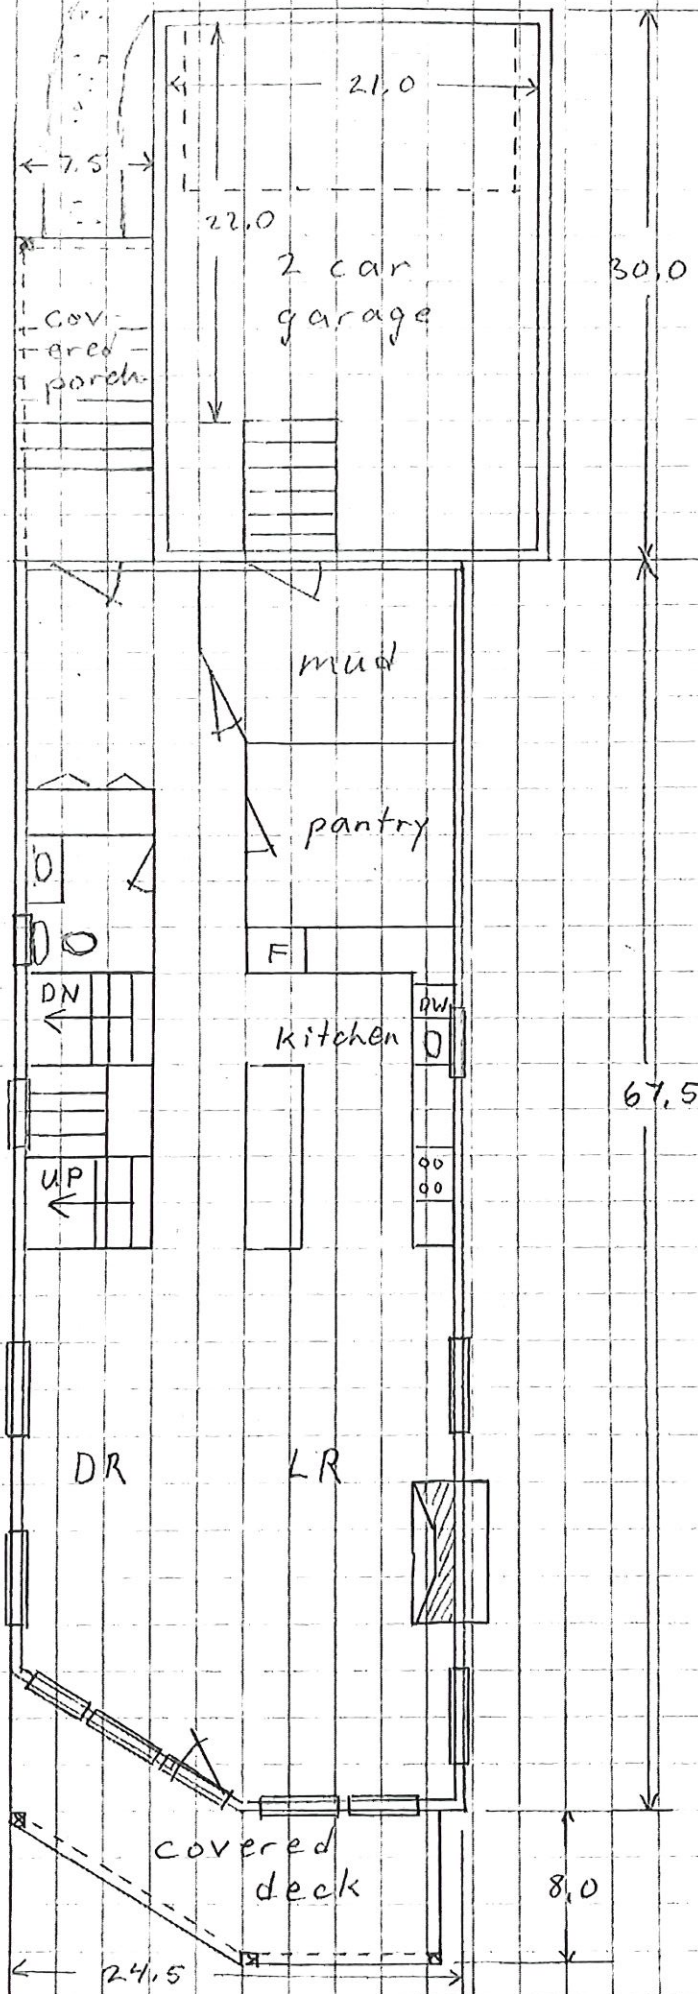 21.0
7.5
22.0
2 car
garage
30.0
Cov-
ered
porch
mud
pantry
F
DN
DW
Kitchen
67.5
UP
DR
LR
covered
deck
8.0
24.5